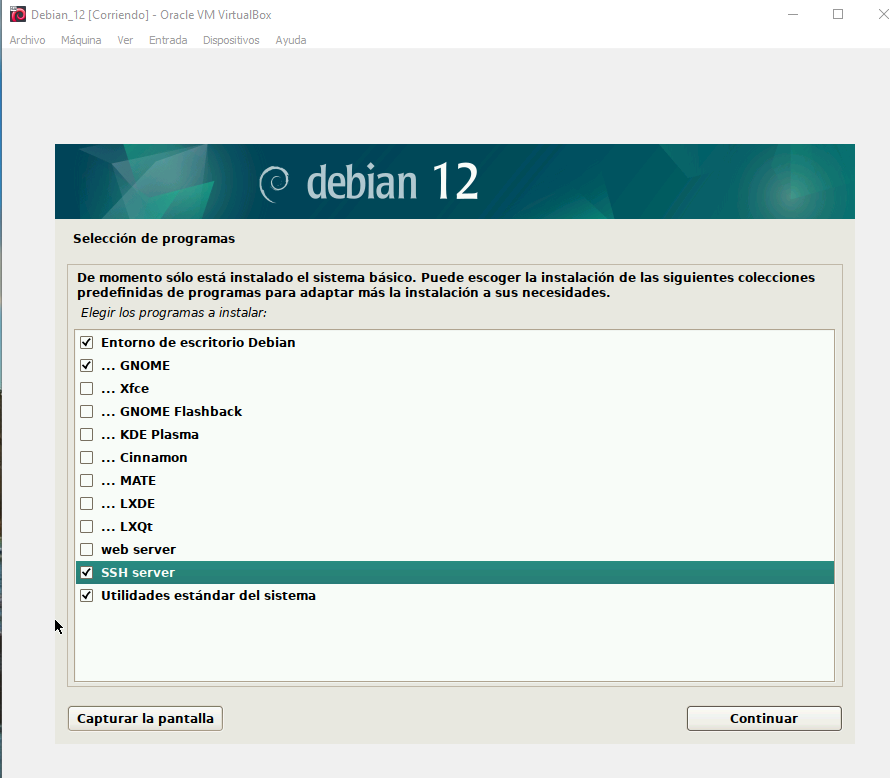 Debian_12 [Corriendo] - Oracle VM VirtualBox
Archivo Máquina Ver Entrada Dispositivos Ayuda
debian 12
Selección de programas
De momento sólo está instalado el sistema básico. Puede escoger la instalación de las siguientes colecciones
predefinidas de programas para adaptar más la instalación a sus necesidades.
Elegir los programas a instalar:
Entorno de escritorio Debian
... GNOME
... Xfce
... GNOME Flashback
... KDE Plasma
... Cinnamon
... MATE
... LXDE
... LXQt
web server
SSH server
Utilidades estándar del sistema
Capturar la pantalla
Continuar